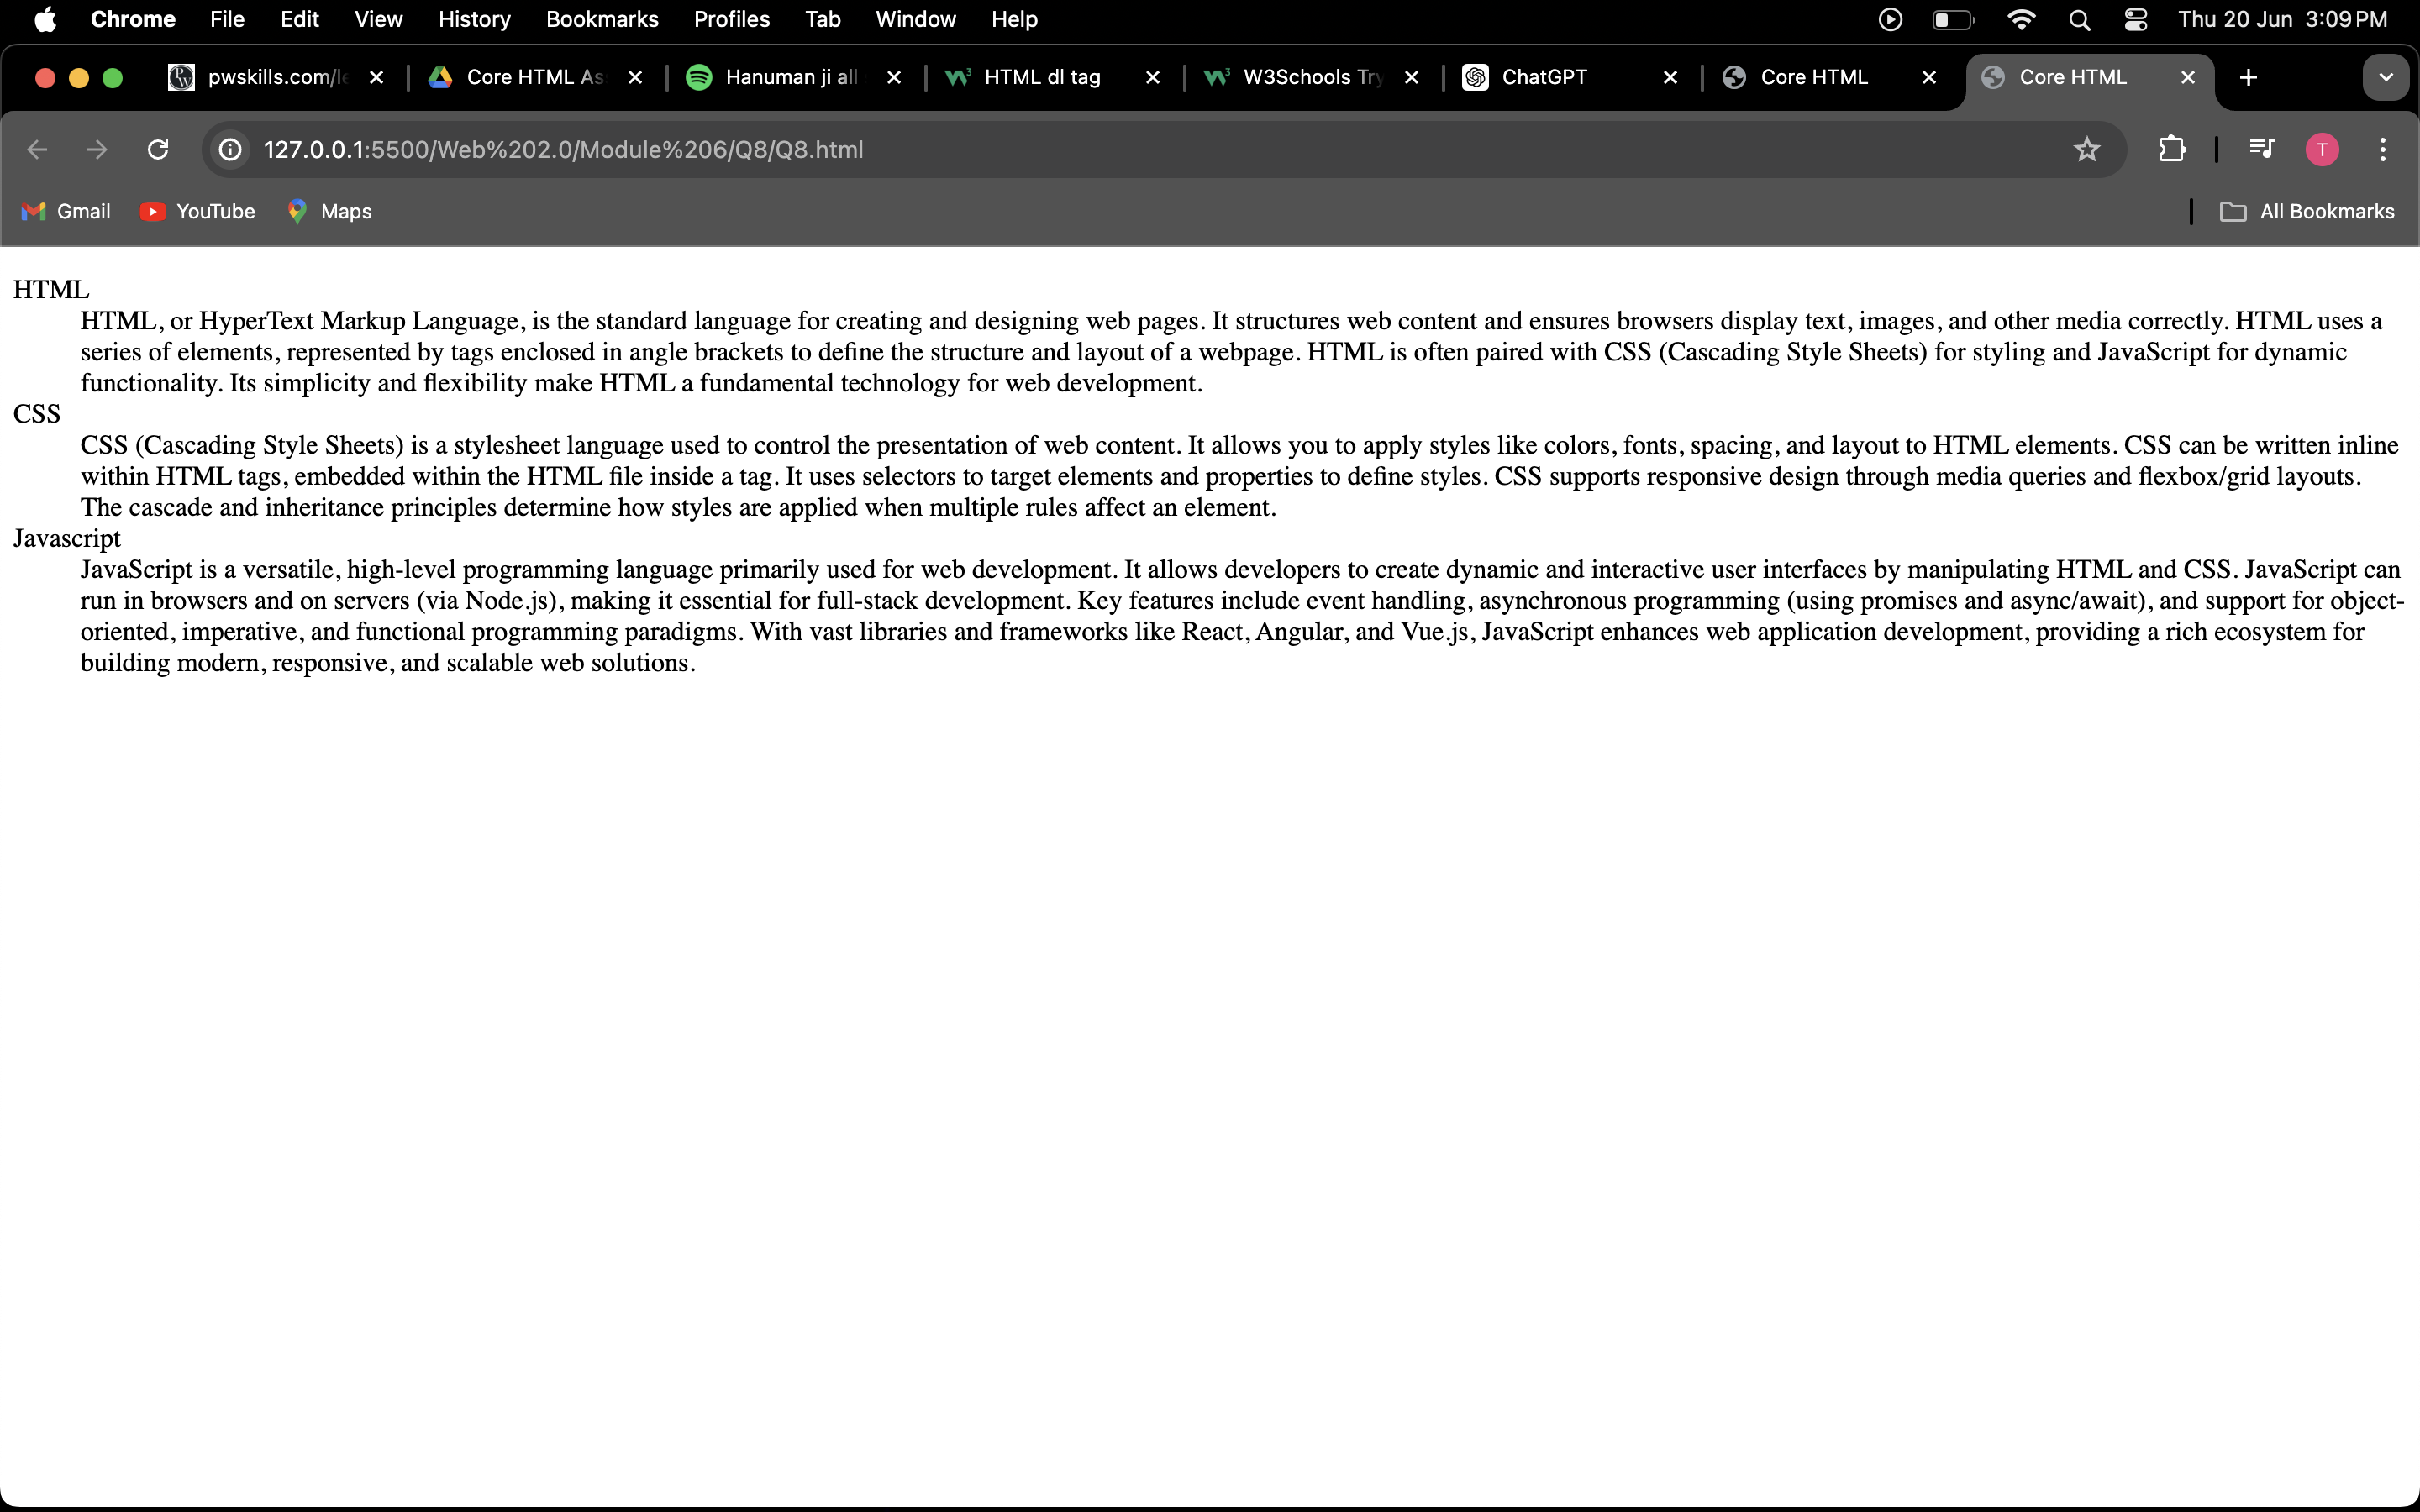 Chrome File Edit View History Bookmarks Profiles Tab Window Help Thu 20 Jun 3:09 PM
pwskills.com/le Core HTML As Hanuman ji all HTML dl tag W3Schools Try ChatGPT Core HTML Core HTML
127.0.0.1:5500/Web%202.0/Module%206/Q8/Q8.html T
Gmail YouTube Maps All Bookmarks
HTML
HTML, or HyperText Markup Language, is the standard language for creating and designing web pages. It structures web content and ensures browsers display text, images, and other media correctly. HTML uses a
series of elements, represented by tags enclosed in angle brackets to define the structure and layout of a webpage. HTML is often paired with CSS (Cascading Style Sheets) for styling and JavaScript for dynamic
functionality. Its simplicity and flexibility make HTML a fundamental technology for web development.
CSS
CSS (Cascading Style Sheets) is a stylesheet language used to control the presentation of web content. It allows you to apply styles like colors, fonts, spacing, and layout to HTML elements. CSS can be written inline
within HTML tags, embedded within the HTML file inside a tag. It uses selectors to target elements and properties to define styles. CSS supports responsive design through media queries and flexbox/grid layouts.
The cascade and inheritance principles determine how styles are applied when multiple rules affect an element.
Javascript
JavaScript is a versatile, high-level programming language primarily used for web development. It allows developers to create dynamic and interactive user interfaces by manipulating HTML and CSS. JavaScript can
run in browsers and on servers (via Node.js), making it essential for full-stack development. Key features include event handling, asynchronous programming (using promises and async/await), and support for object-
oriented, imperative, and functional programming paradigms. With vast libraries and frameworks like React, Angular, and Vue.js, JavaScript enhances web application development, providing a rich ecosystem for
building modern, responsive, and scalable web solutions.